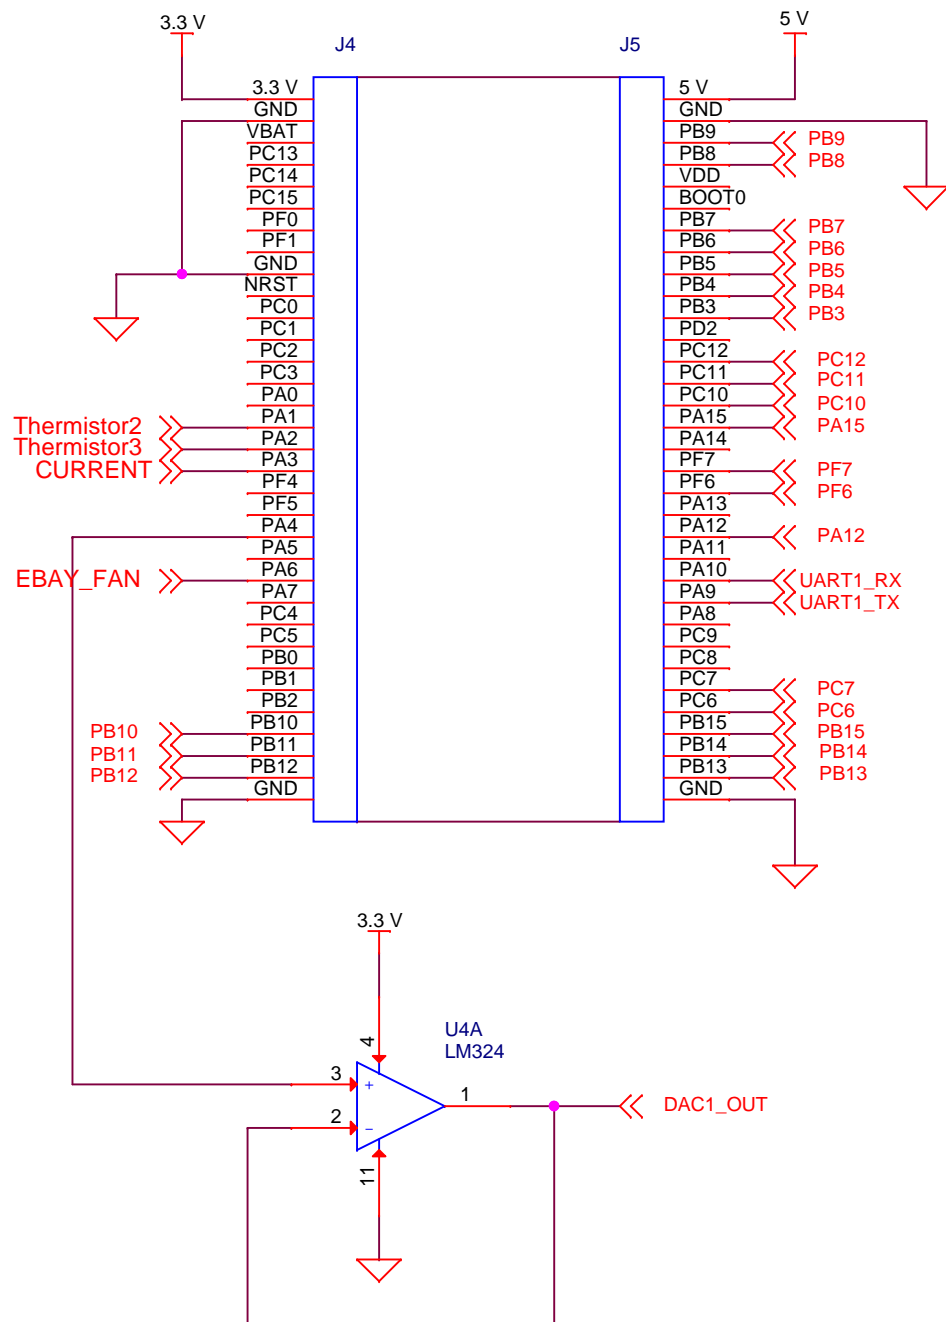 3.3 V
5 V
J4
J5
3.3 V
GND
VBAT
PC13
PC14
PC15
PF0
PF1
GND
NRST
PC0
PC1
PC2
PC3
PA0
PA1
PA2
PA3
PF4
PF5
PA4
PA5
PA6
PA7
PC4
PC5
PB0
PB1
PB2
PB10
PB11
PB12
GND
5 V
GND
PB9
PB8
VDD
BOOT0
PB7
PB6
PB5
PB4
PB3
PD2
PC12
PC11
PC10
PA15
PA14
PF7
PF6
PA13
PA12
PA11
PA10
PA9
PA8
PC9
PC8
PC7
PC6
PB15
PB14
PB13
GND
Thermistor2
Thermistor3
CURRENT
EBAY_FAN
PB10
PB11
PB12
PB9
PB8
PB7
PB6
PB5
PB4
PB3
PC12
PC11
PC10
PA15
PF7
PF6
PA12
UART1_RX
UART1_TX
PC7
PC6
PB15
PB14
PB13
3.3 V
U4A
LM324
4
3
+
1
DAC1_OUT
2
−
11